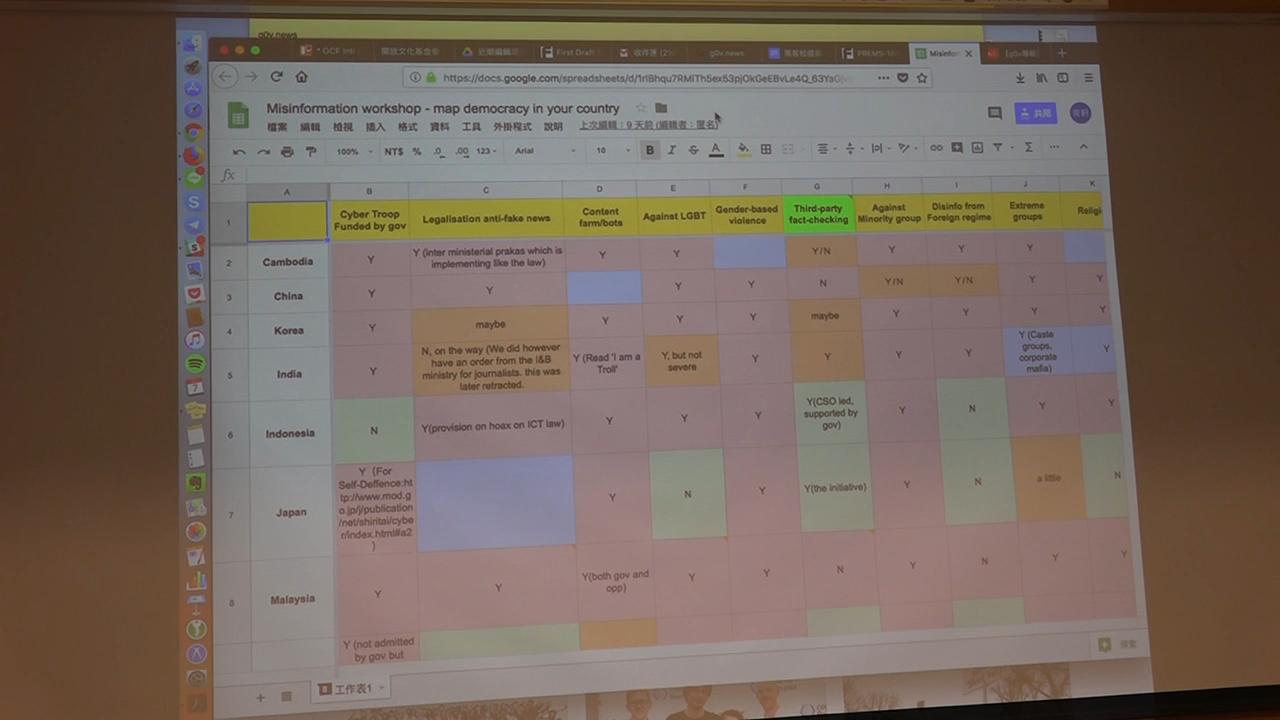 g0v.news
* OCF Int
開放文化基金會
First Draft
g0v.news
PREMS-1
Misinfor
https://docs.google.com/spreadsheets/d/1rIBhqu7RMiTh5ex53pjOkGeEBvLe4Q_63YaG
Misinformation workshop - map democracy in your country
檔案 編輯 檢視 插入 格式 資料 工具 外掛程式 說明 上次編輯：9 天前 (編輯者：匿名)
共用
100% NT$ % .0 .00 123 Arial 10 B I S A
fx
A B C D E F G H I J K
1 Cyber Troop Funded by gov Legalisation anti-fake news Content farm/bots Against LGBT Gender-based violence Third-party fact-checking Against Minority group Disinfo from Foreign regime Extreme groups Religi
2 Cambodia Y Y (inter ministerial prakas which is implementing like the law) Y Y Y/N Y Y Y
3 China Y Y Y Y N Y/N Y/N Y Y
4 Korea Y maybe Y Y Y maybe Y Y Y Y
5 India Y N, on the way (We did however have an order from the I&B ministry for journalists. this was later retracted. Y (Read 'I am a Troll' Y, but not severe Y Y Y Y Y (Caste groups, corporate mafia) Y
6 Indonesia N Y(provision on hoax on ICT law) Y Y Y Y(CSO led, supported by gov) Y N Y Y
7 Japan Y (For Self-Deffence:http://www.mod.go.jp/j/publication/net/shiritai/cyber/index.html#a2) Y N Y Y(the initiative) Y N a little N
8 Malaysia Y Y Y(both gov and opp) Y Y N Y N Y Y
Y (not admitted by gov but
工作表1
探索